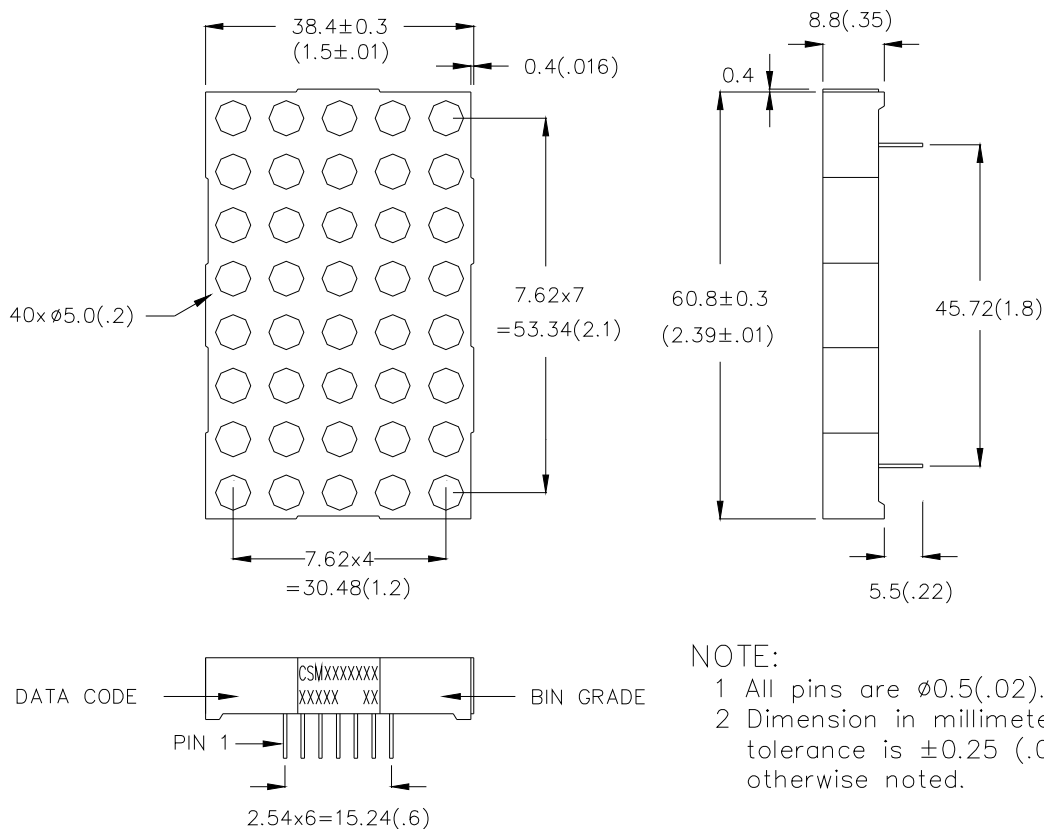 38.4±0.3
(1.5±.01)
0.4(.016)
8.8(.35)
0.4
40xø5.0(.2)
7.62x7
=53.34(2.1)
60.8±0.3
(2.39±.01)
45.72(1.8)
7.62x4
=30.48(1.2)
5.5(.22)
DATA CODE
CSMXXXXXXX
XXXXX XX
BIN GRADE
PIN 1
2.54x6=15.24(.6)
NOTE:
1 All pins are ø0.5(.02).
2 Dimension in millimete
tolerance is ±0.25 (.0
otherwise noted.